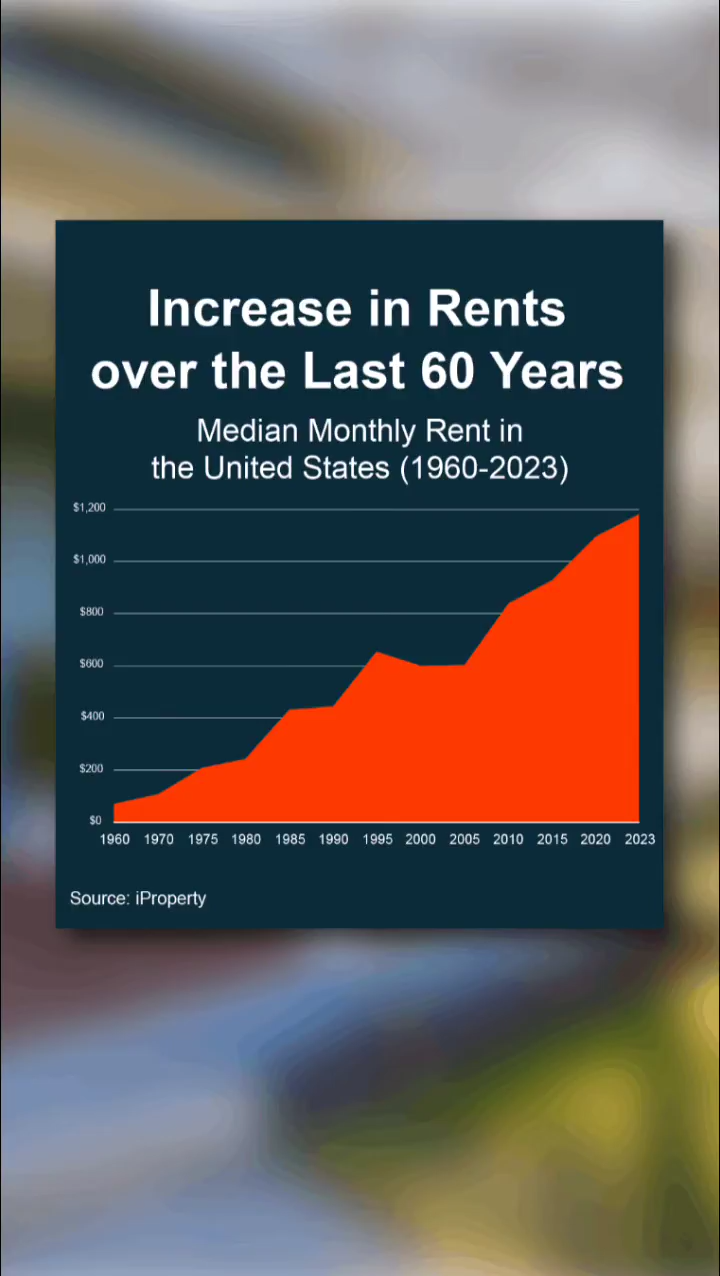 Increase in Rents
over the Last 60 Years
Median Monthly Rent in
the United States (1960-2023)
$1,200
$1,000
$800
$600
$400
$200
$0
1960 1970 1975 1980 1985 1990 1995 2000 2005 2010 2015 2020 2023
Source: iProperty